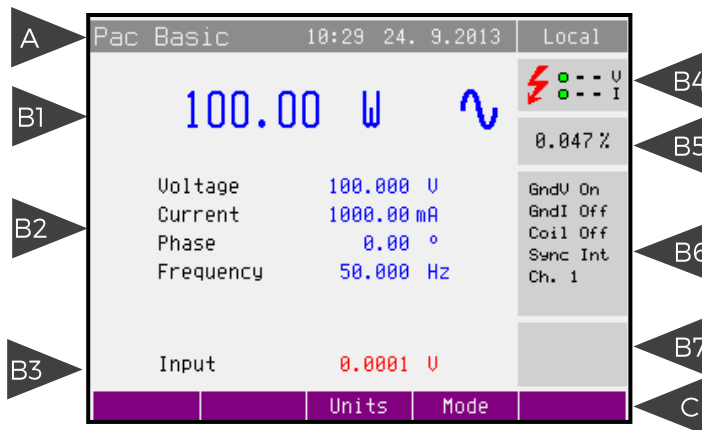 A
Pac Basic 10:29 24. 9.2013 Local
B1
100.00 W
-- V
-- I
B4
0.047 %
B5
B2
Voltage 100.000 V
Current 1000.00 mA
Phase 0.00 °
Frequency 50.000 Hz
GndV On
GndI Off
Coil Off
Sync Int
Ch. 1
B6
B3
Input 0.0001 V
B7
Units Mode
C